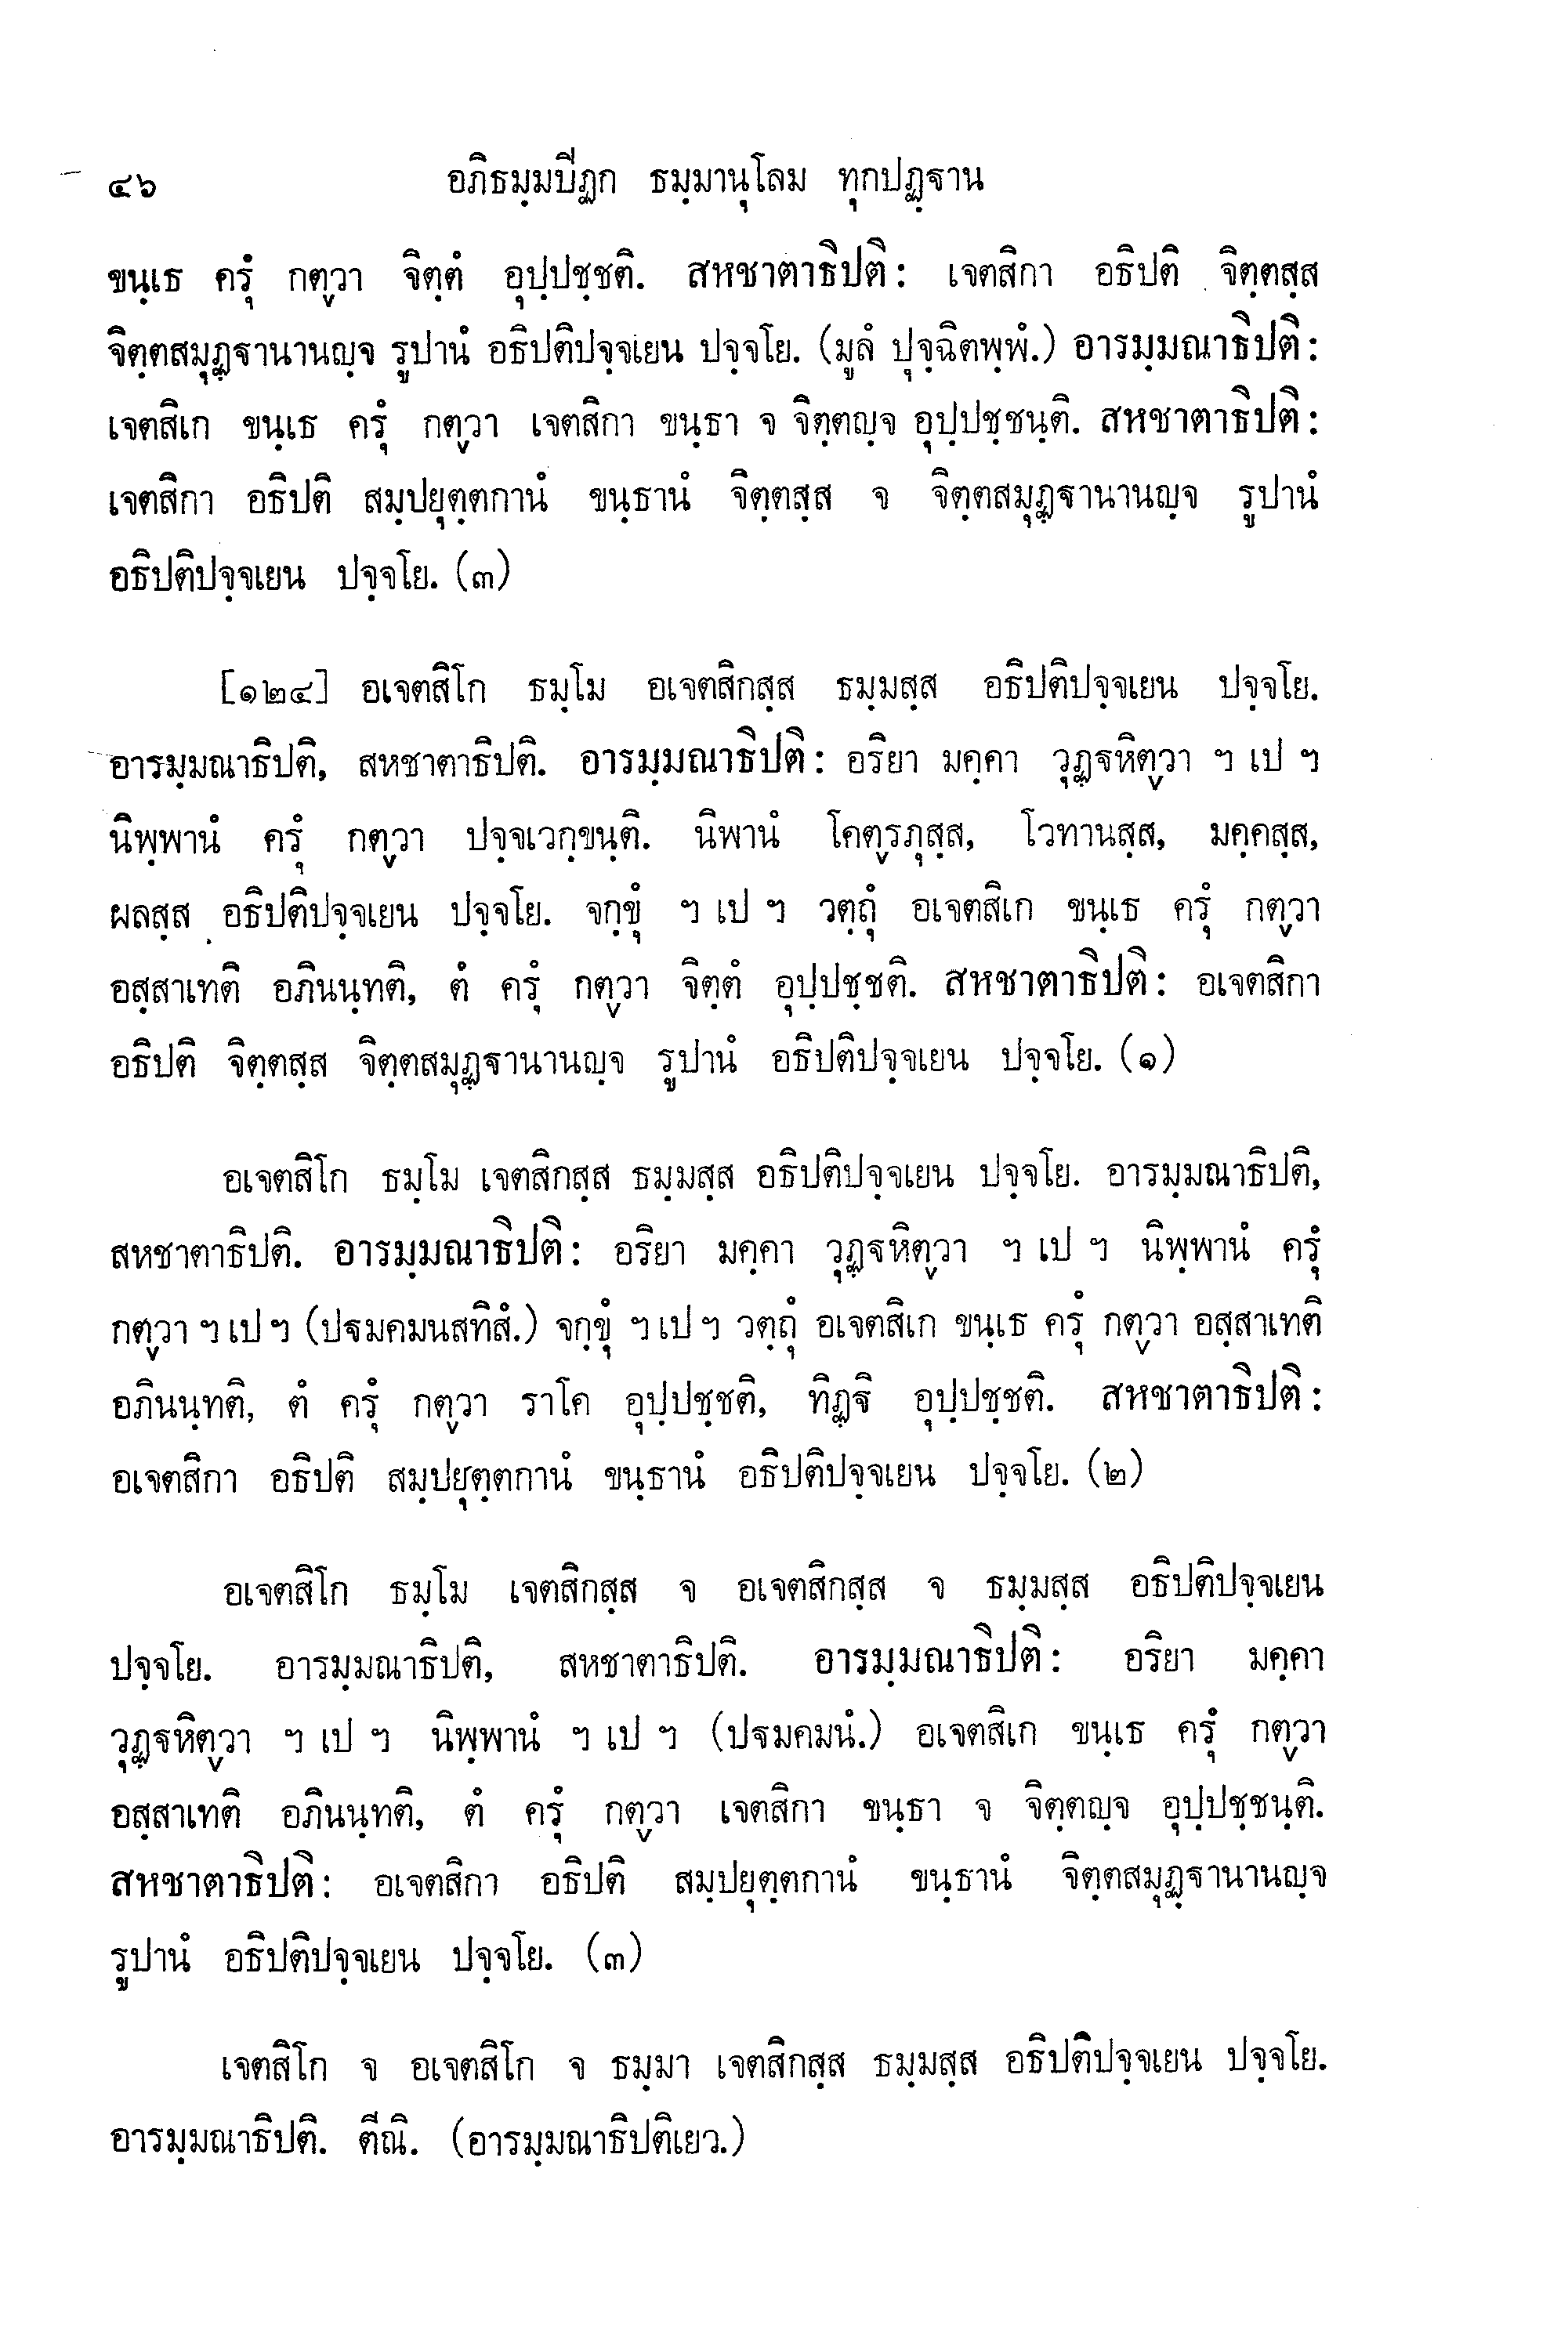 ๔๖ อภิธมฺมปีฏก ธมฺมานุโลม ทุกปฏฺฐาน
ขนฺเธ ครุํ กตฺวา จิตฺตํ อุปฺปชฺชติ. สหชาตาธิปติ: เจตสิกา อธิปติ จิตฺตสฺส
จิตฺตสมุฏฺฐานานญฺจ รูปานํ อธิปติปจฺจเยน ปจฺจโย. (มูลํ ปุจฺฉิตพฺพํ.) อารมฺมณาธิปติ:
เจตสิเก ขนฺเธ ครุํ กตฺวา เจตสิกา ขนฺธา จ จิตฺตญฺจ อุปฺปชฺชนฺติ. สหชาตาธิปติ:
เจตสิกา อธิปติ สมฺปยุตฺตกานํ ขนฺธานํ จิตฺตสฺส จ จิตฺตสมุฏฺฐานานญฺจ รูปานํ
อธิปติปจฺจเยน ปจฺจโย. (๓)
[๑๒๔] อเจตสิโก ธมฺโม อเจตสิกสฺส ธมฺมสฺส อธิปติปจฺจเยน ปจฺจโย.
อารมฺมณาธิปติ, สหชาตาธิปติ. อารมฺมณาธิปติ: อริยา มคฺคา วุฏฺฐหิตฺวา ฯ เป ฯ
นิพฺพานํ ครุํ กตฺวา ปจฺจเวกฺขนฺติ. นิพานํ โคตฺรภุสฺส, โวทานสฺส, มคฺคสฺส,
ผลสฺส อธิปติปจฺจเยน ปจฺจโย. จกฺขุํ ฯ เป ฯ วตฺถุํ อเจตสิเก ขนฺเธ ครุํ กตฺวา
อสฺสาเทติ อภินนฺทติ, ตํ ครุํ กตฺวา จิตฺตํ อุปฺปชฺชติ. สหชาตาธิปติ: อเจตสิกา
อธิปติ จิตฺตสฺส จิตฺตสมุฏฺฐานานญฺจ รูปานํ อธิปติปจฺจเยน ปจฺจโย. (๑)
อเจตสิโก ธมฺโม เจตสิกสฺส ธมฺมสฺส อธิปติปจฺจเยน ปจฺจโย. อารมฺมณาธิปติ,
สหชาตาธิปติ. อารมฺมณาธิปติ: อริยา มคฺคา วุฏฺฐหิตฺวา ฯ เป ฯ นิพฺพานํ ครุํ
กตฺวา ฯ เป ฯ (ปฐมคมนสทิสํ.) จกฺขุํ ฯ เป ฯ วตฺถุํ อเจตสิเก ขนฺเธ ครุํ กตฺวา อสฺสาเทติ
อภินนฺทติ, ตํ ครุํ กตฺวา ราโค อุปฺปชฺชติ, ทิฏฺฐิ อุปฺปชฺชติ. สหชาตาธิปติ:
อเจตสิกา อธิปติ สมฺปยุตฺตกานํ ขนฺธานํ อธิปติปจฺจเยน ปจฺจโย. (๒)
อเจตสิโก ธมฺโม เจตสิกสฺส จ อเจตสิกสฺส จ ธมฺมสฺส อธิปติปจฺจเยน
ปจฺจโย. อารมฺมณาธิปติ, สหชาตาธิปติ. อารมฺมณาธิปติ: อริยา มคฺคา
วุฏฺฐหิตฺวา ฯ เป ฯ นิพฺพานํ ฯ เป ฯ (ปฐมคมนํ.) อเจตสิเก ขนฺเธ ครุํ กตฺวา
อสฺสาเทติ อภินนฺทติ, ตํ ครุํ กตฺวา เจตสิกา ขนฺธา จ จิตฺตญฺจ อุปฺปชฺชนฺติ.
สหชาตาธิปติ: อเจตสิกา อธิปติ สมฺปยุตฺตกานํ ขนฺธานํ จิตฺตสมุฏฺฐานานญฺจ
รูปานํ อธิปติปจฺจเยน ปจฺจโย. (๓)
เจตสิโก จ อเจตสิโก จ ธมฺมา เจตสิกสฺส ธมฺมสฺส อธิปติปจฺจเยน ปจฺจโย.
อารมฺมณาธิปติ. ตีณิ. (อารมฺมณาธิปติเยว.)